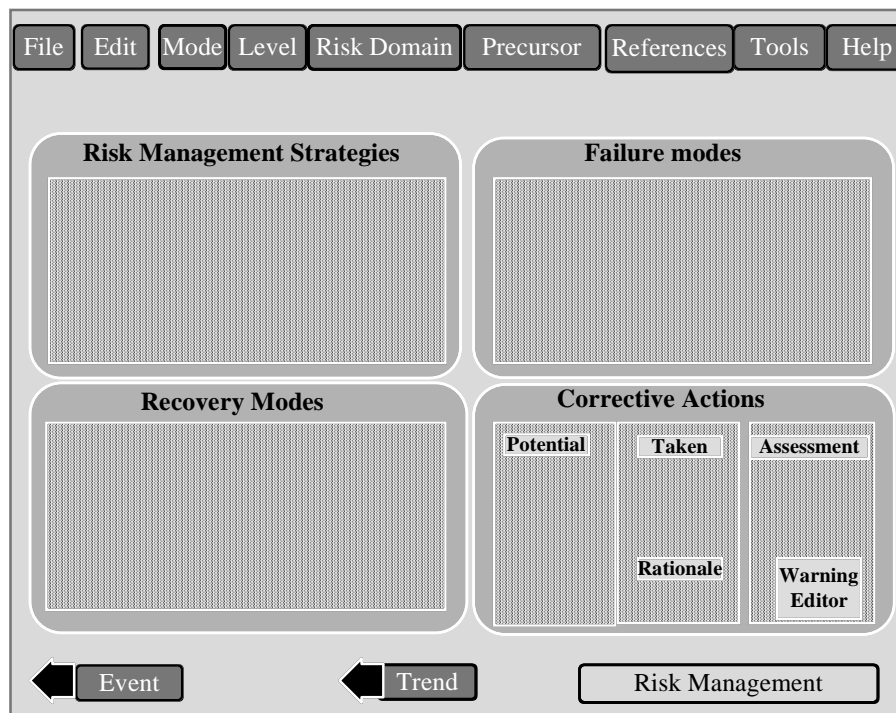 File Edit Mode Level Risk Domain Precursor References Tools Help
Risk Management Strategies
Failure modes
Recovery Modes
Corrective Actions
Potential
Taken
Assessment
Rationale
Warning
Editor
Event
Trend
Risk Management